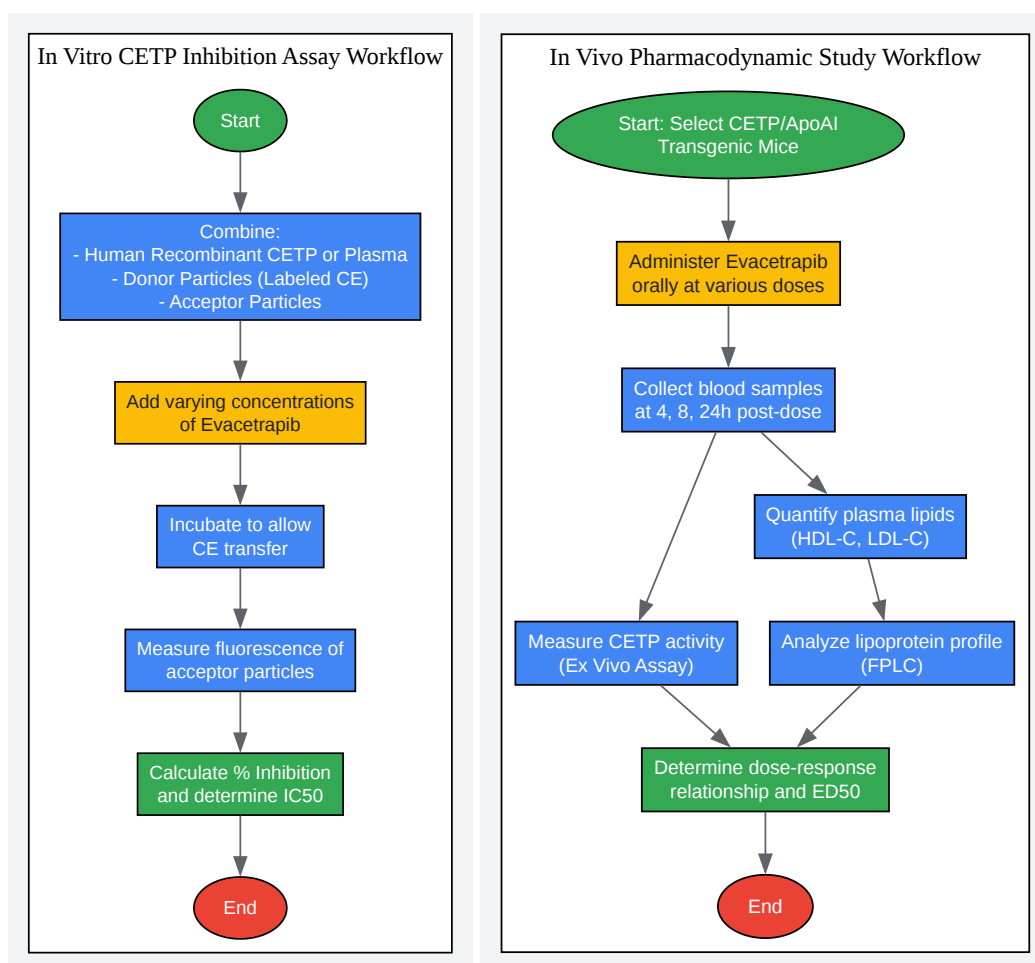 In Vitro CETP Inhibition Assay Workflow
Start
Combine:
- Human Recombinant CETP or Plasma
- Donor Particles (Labeled CE)
- Acceptor Particles
Add varying concentrations
of Evacetrapib
Incubate to allow
CE transfer
Measure fluorescence of
acceptor particles
Calculate % Inhibition
and determine IC50
End
In Vivo Pharmacodynamic Study Workflow
Start: Select CETP/ApoAI
Transgenic Mice
Administer Evacetrapib
orally at various doses
Collect blood samples
at 4, 8, 24h post-dose
Quantify plasma lipids
(HDL-C, LDL-C)
Measure CETP activity
(Ex Vivo Assay)
Analyze lipoprotein profile
(FPLC)
Determine dose-response
relationship and ED50
End